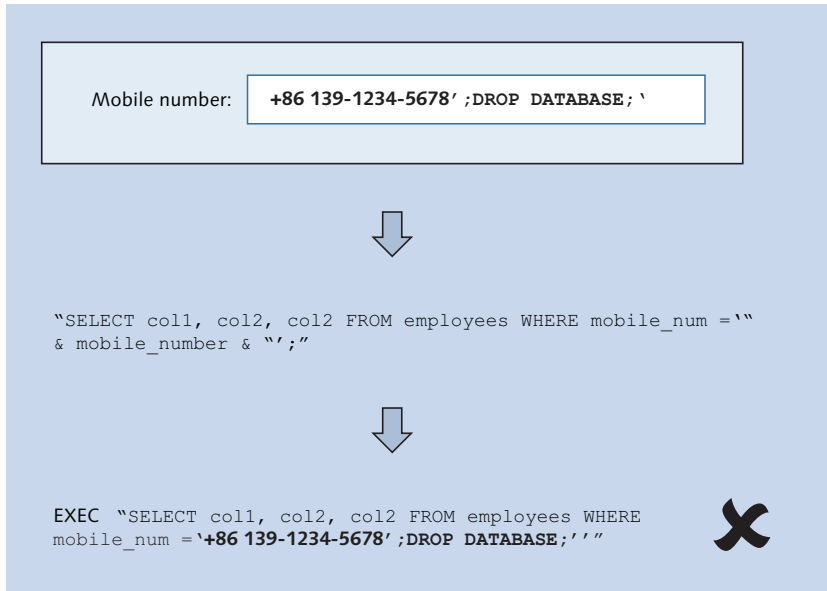 Mobile number: +86 139-1234-5678’;DROP DATABASE;‘
“SELECT col1, col2, col2 FROM employees WHERE mobile_num =‘“
& mobile_number & “’;”
EXEC “SELECT col1, col2, col2 FROM employees WHERE
mobile_num =‘+86 139-1234-5678’;DROP DATABASE;’’”